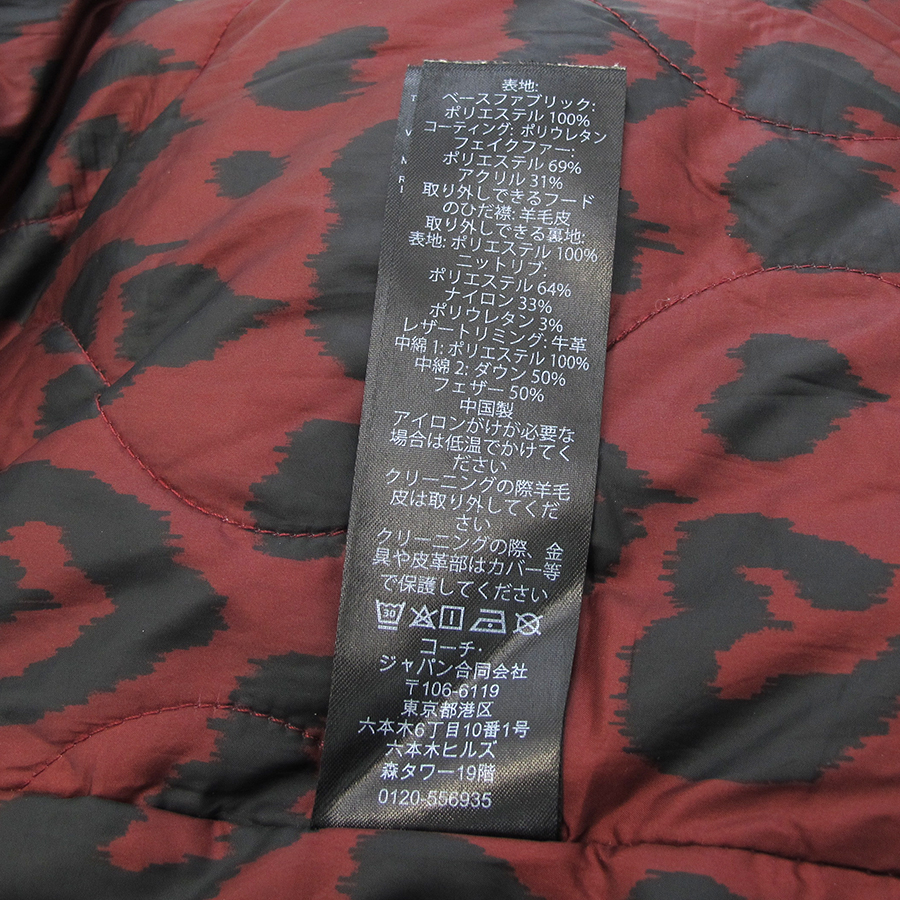 表地:
ベースファブリック:
ポリエステル 100%
コーティング: ポリウレタン
フェイクファー:
ポリエステル 69%
アクリル 31%
取り外しできるフード
のひだ襟: 羊毛皮
取り外しできる裏地:
表地: ポリエステル 100%
ニットリブ:
ポリエステル 64%
ナイロン 33%
ポリウレタン 3%
レザートリミング: 牛革
中綿 1: ポリエステル 100%
中綿 2: ダウン 50%
フェザー 50%
中国製
アイロンがけが必要な
場合は低温でかけてく
ださい
クリーニングの際羊毛
皮は取り外してくだ
さい
クリーニングの際、金
具や皮革部はカバー等
で保護してください
30
コーチ・
ジャパン合同会社
〒106-6119
東京都港区
六本木6丁目10番1号
六本木ヒルズ
森タワー19階
0120-556935